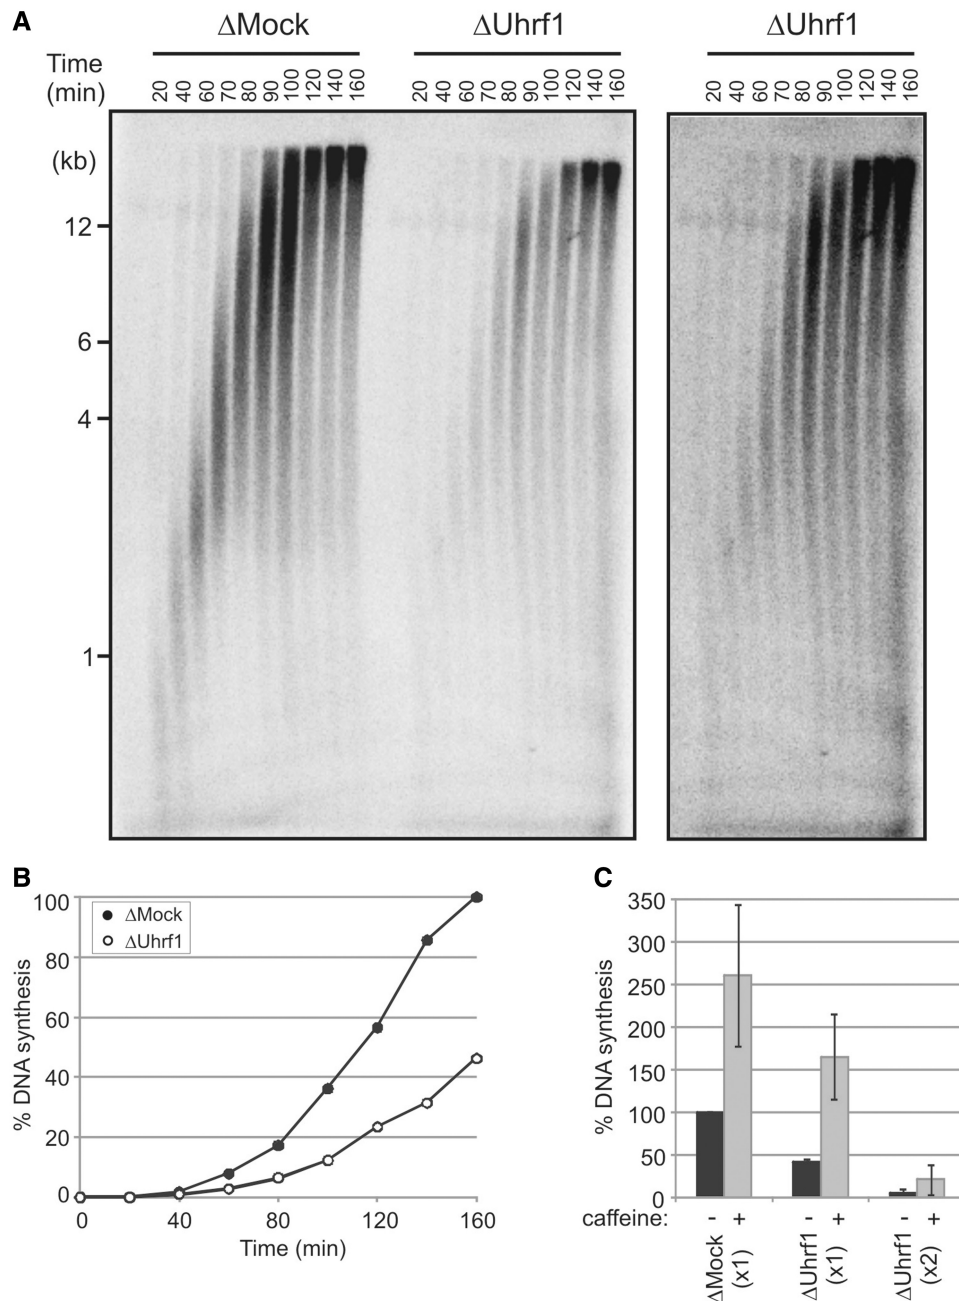 A
ΔMock ΔUhrf1 ΔUhrf1
Time
(min)
20 40 60 70 80 90 100 120 140 160 20 40 60 70 80 90 100 120 140 160 20 40 60 70 80 90 100 120 140 160
(kb)
12
6
4
1
B
100
80
60
40
20
0
% DNA synthesis
ΔMock
ΔUhrf1
0 40 80 120 160
Time (min)
C
350
300
250
200
150
100
50
0
% DNA synthesis
caffeine: - + - + - +
ΔMock
(x1)
ΔUhrf1
(x1)
ΔUhrf1
(x2)